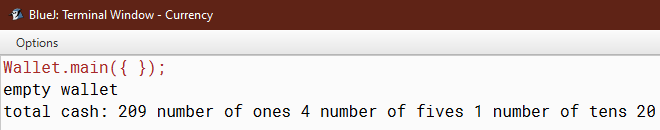 BlueJ: Terminal Window - Currency
Options
Wallet.main({ });
empty wallet
total cash: 209 number of ones 4 number of fives 1 number of tens 20